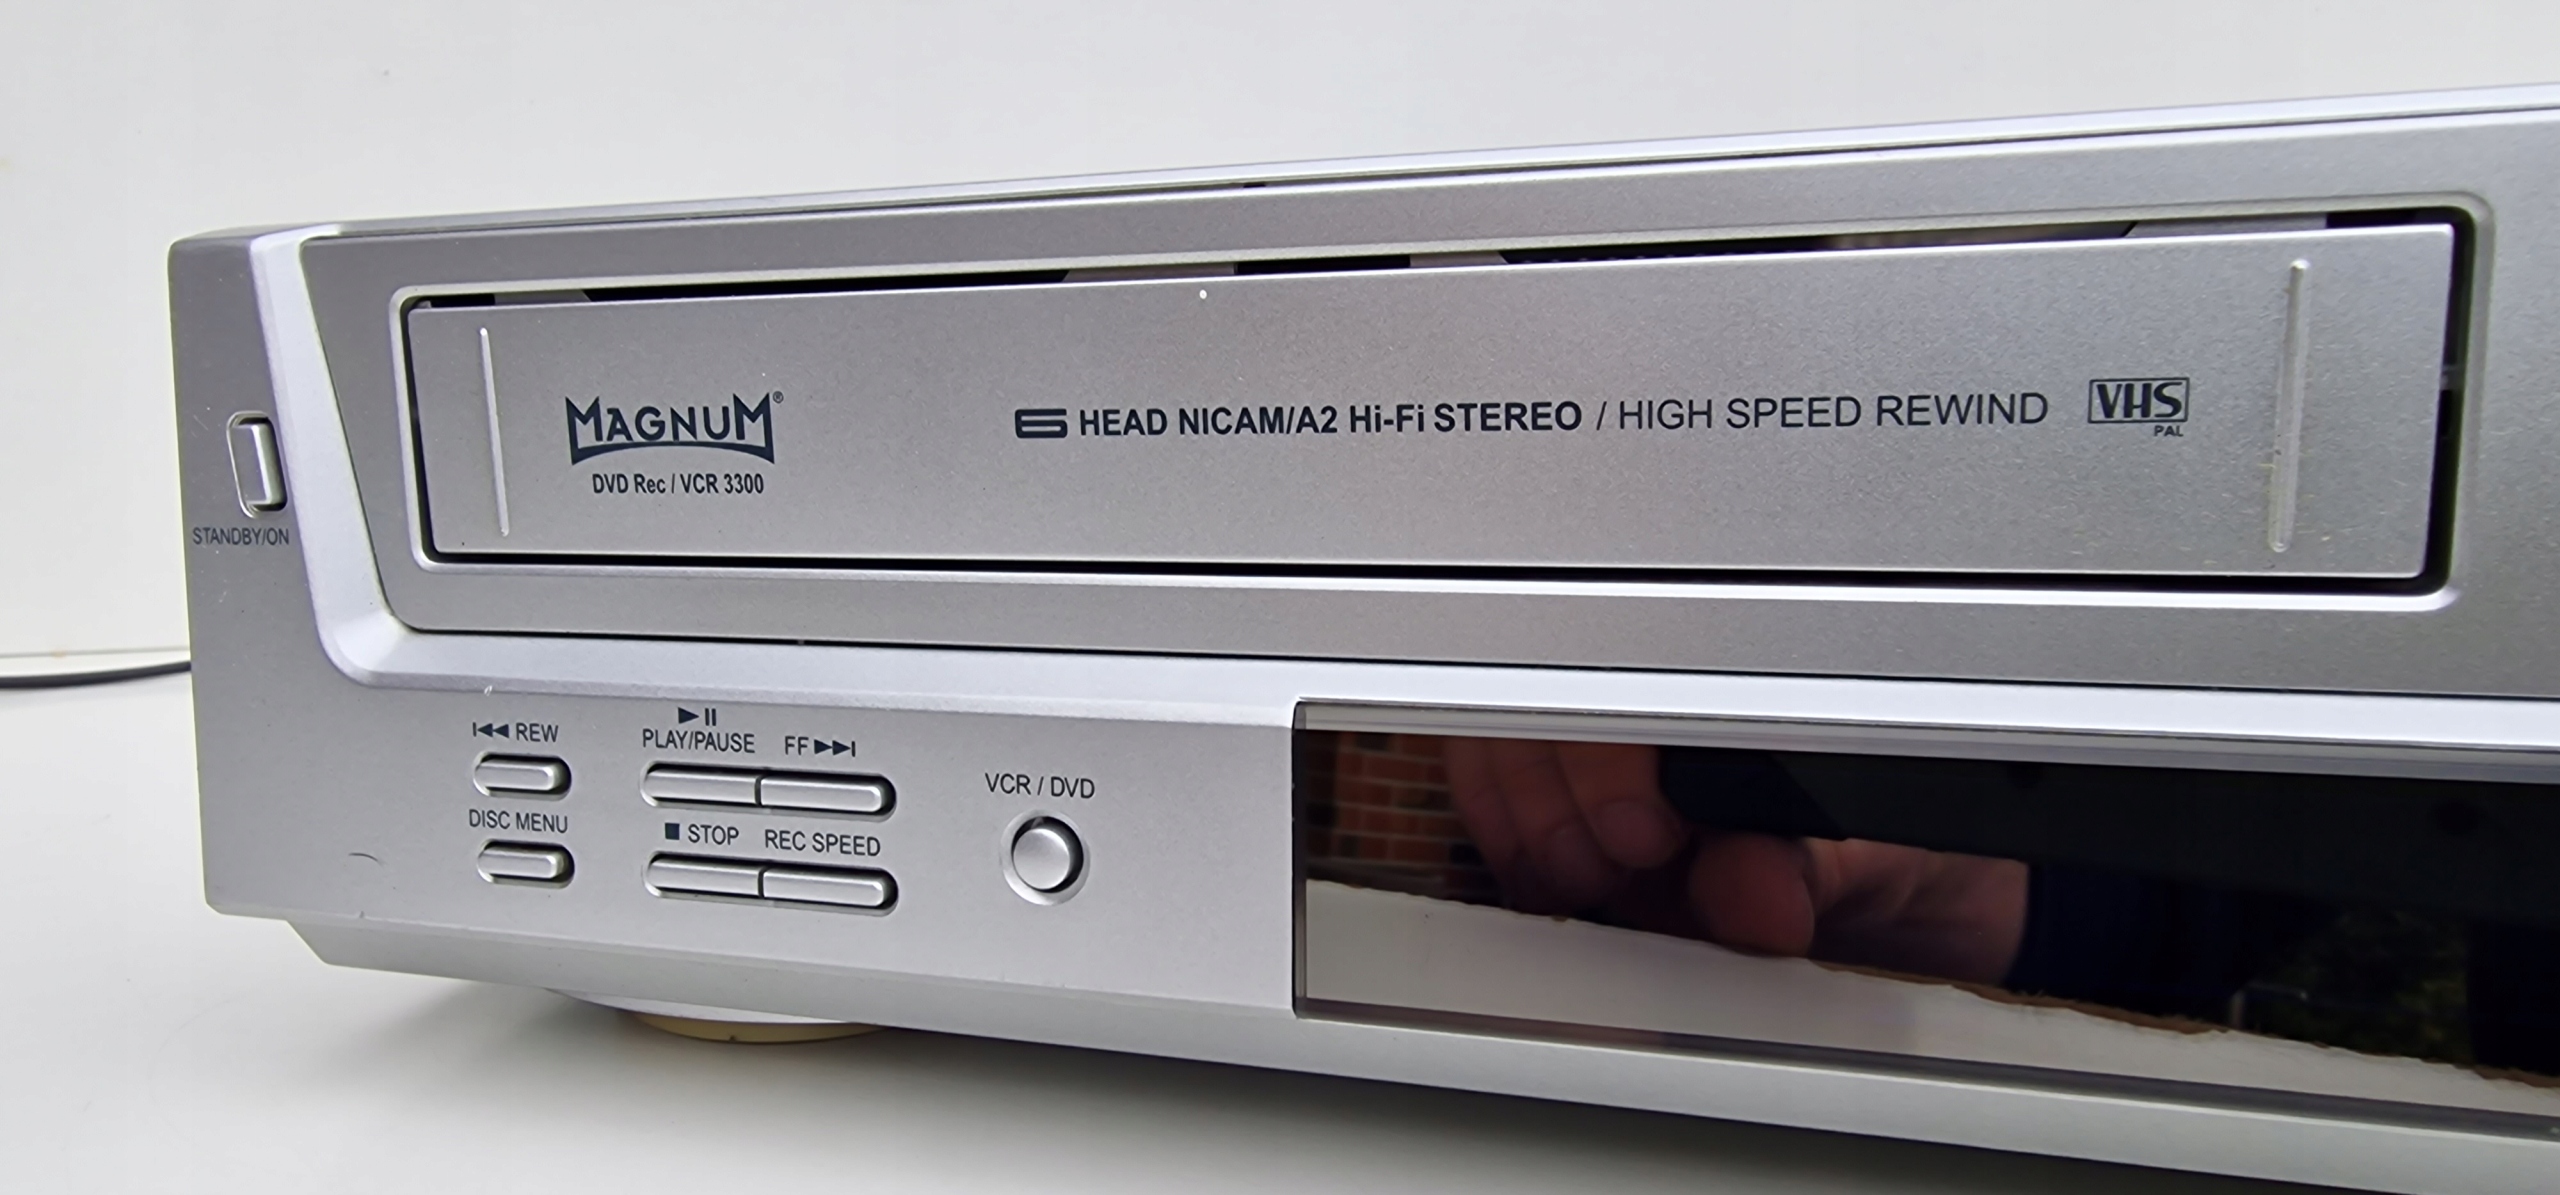 MAGNUM®
DVD Rec / VCR 3300
6 HEAD NICAM/A2 Hi-Fi STEREO / HIGH SPEED REWIND
VHS
PAL
STANDBY/ON
REW
PLAY/PAUSE
FF
VCR / DVD
DISC MENU
STOP
REC SPEED